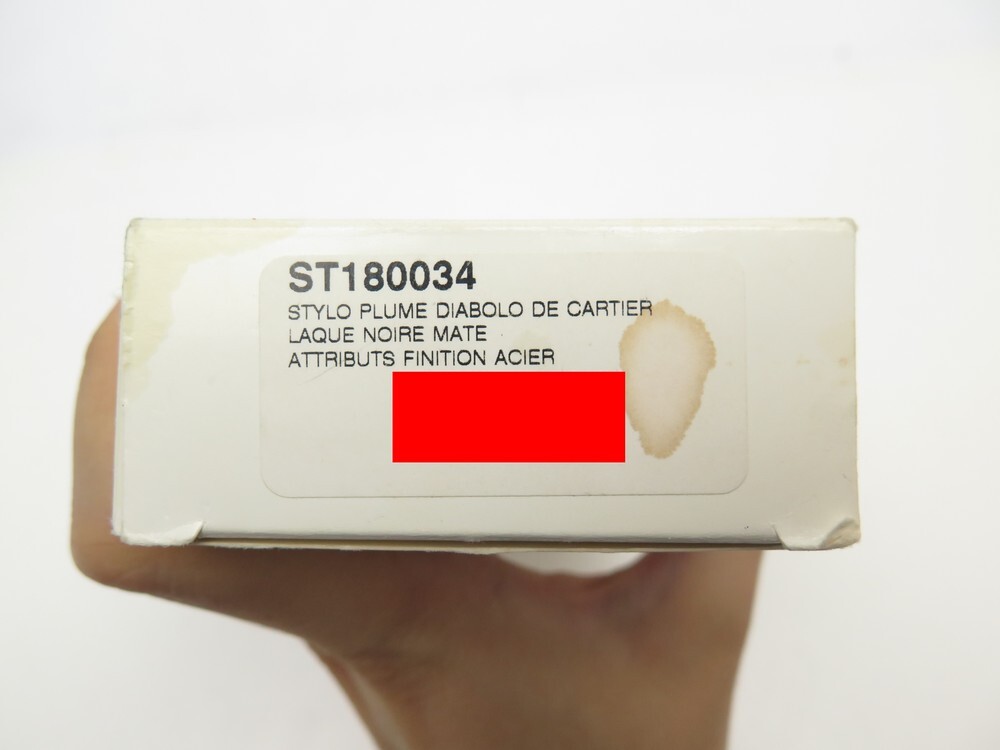 ST180034
STYLO PLUME DIABOLO DE CARTIER
LAQUE NOIRE MATE
ATTRIBUTS FINITION ACIER